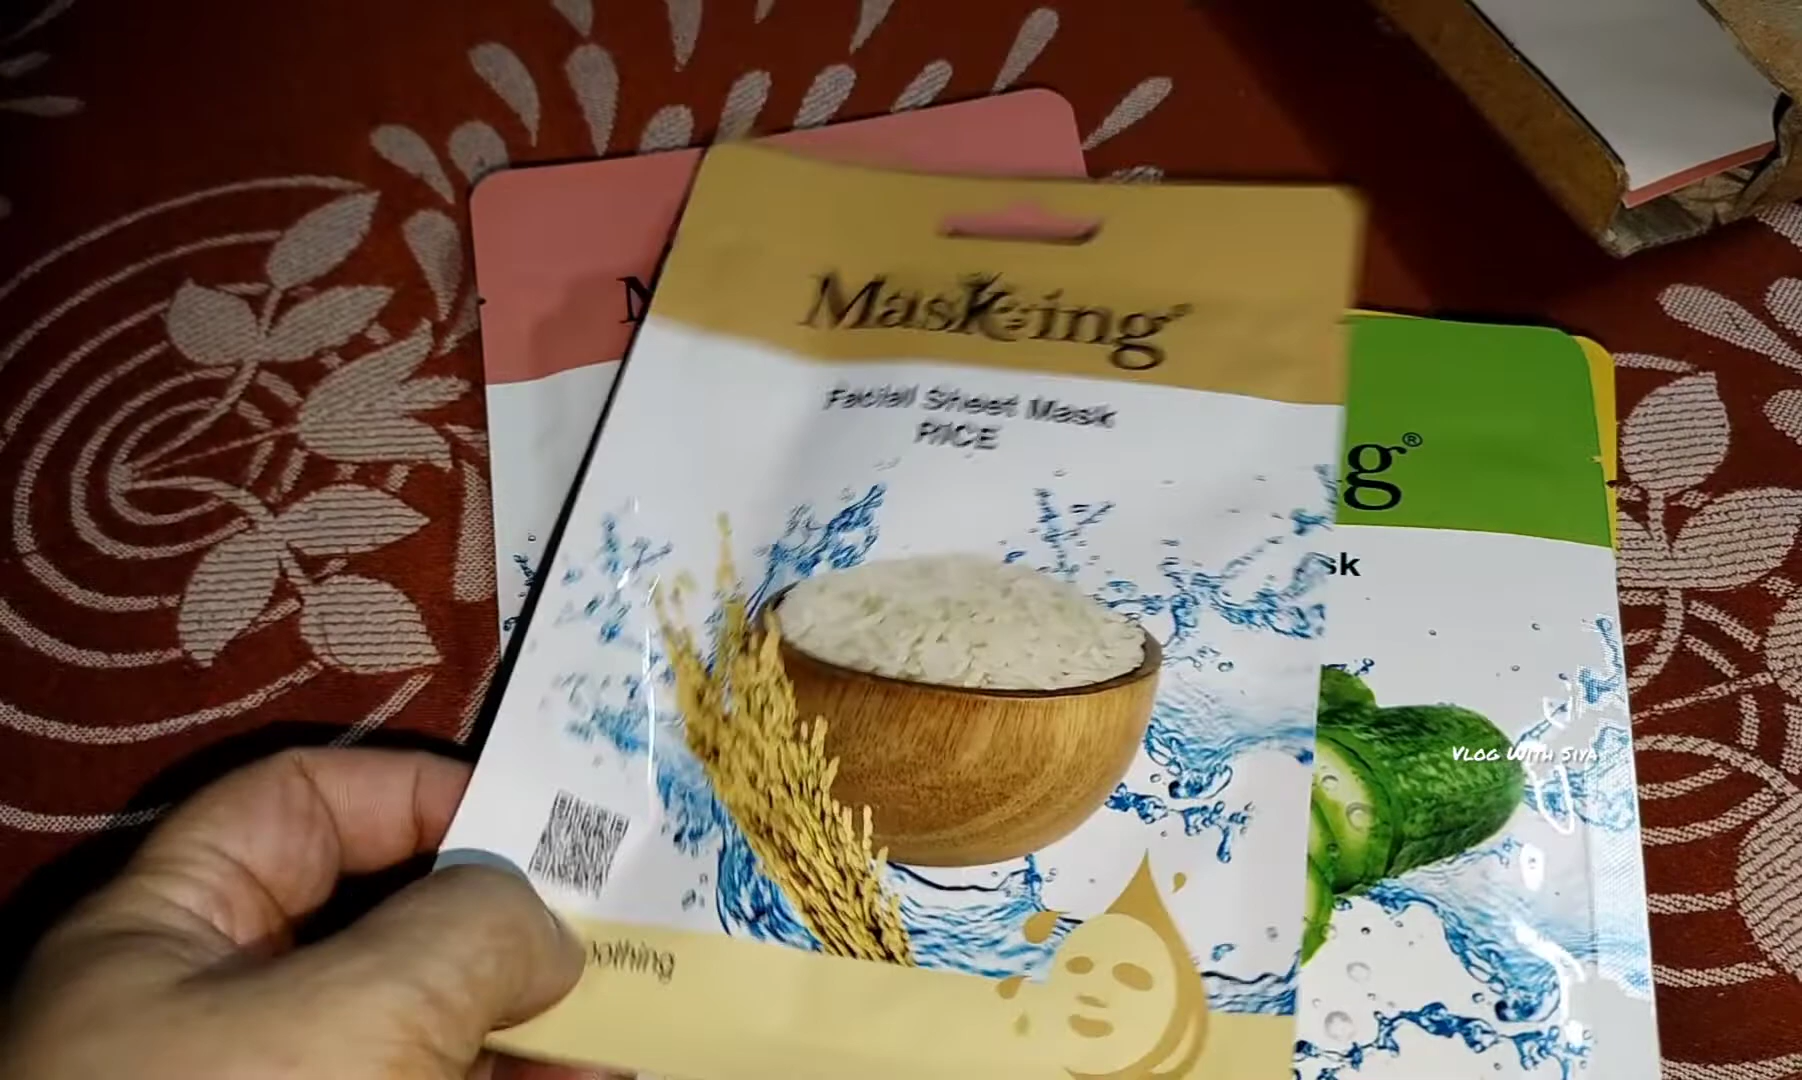 Masking
Facial Sheet Mask
RICE
g®
sk
Vlog With Siya
oothing
M